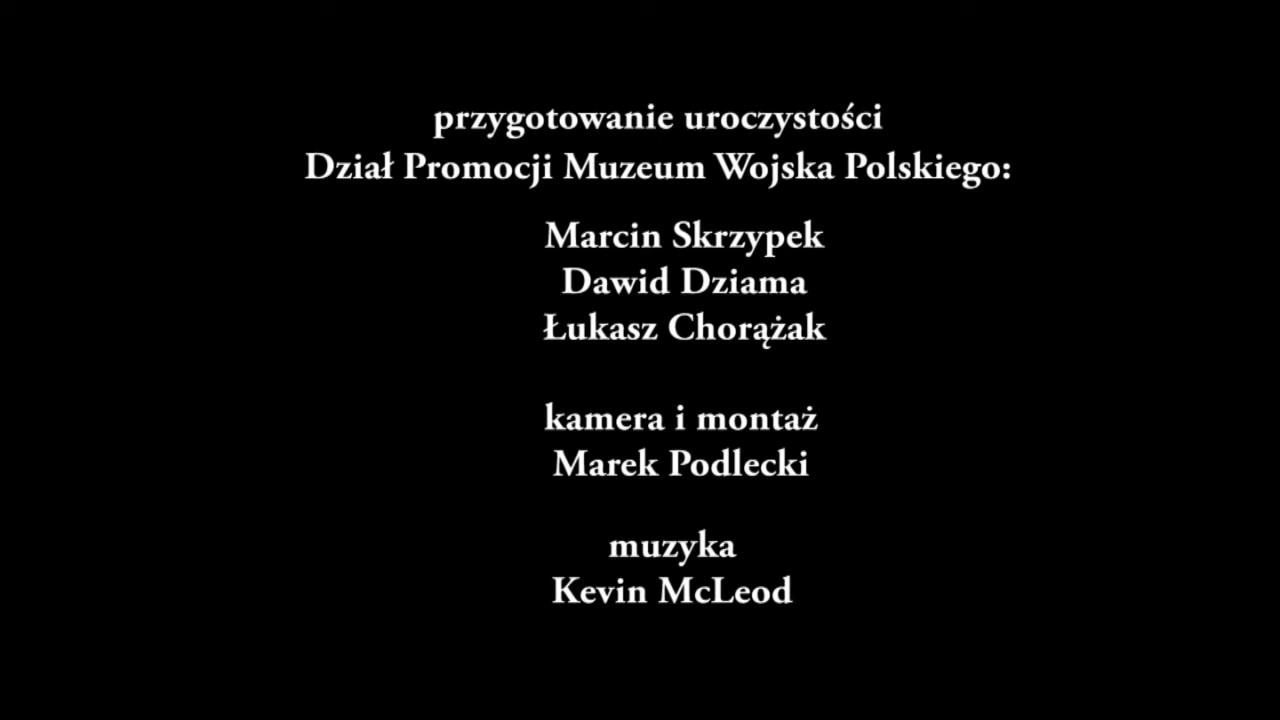 przygotowanie uroczystości
Dział Promocji Muzeum Wojska Polskiego:
Marcin Skrzypek
Dawid Dziama
Łukasz Chorążak
kamera i montaż
Marek Podlecki
muzyka
Kevin McLeod